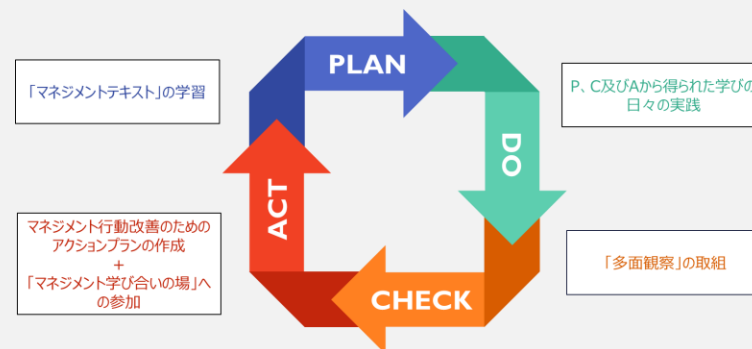 PLAN
「マネジメントテキスト」の学習
P、C及びAから得られた学びの
日々の実践
DO
ACT
マネジメント行動改善のための
アクションプランの作成
+
「マネジメント学び合いの場」へ
の参加
「多面観察」の取組
CHECK